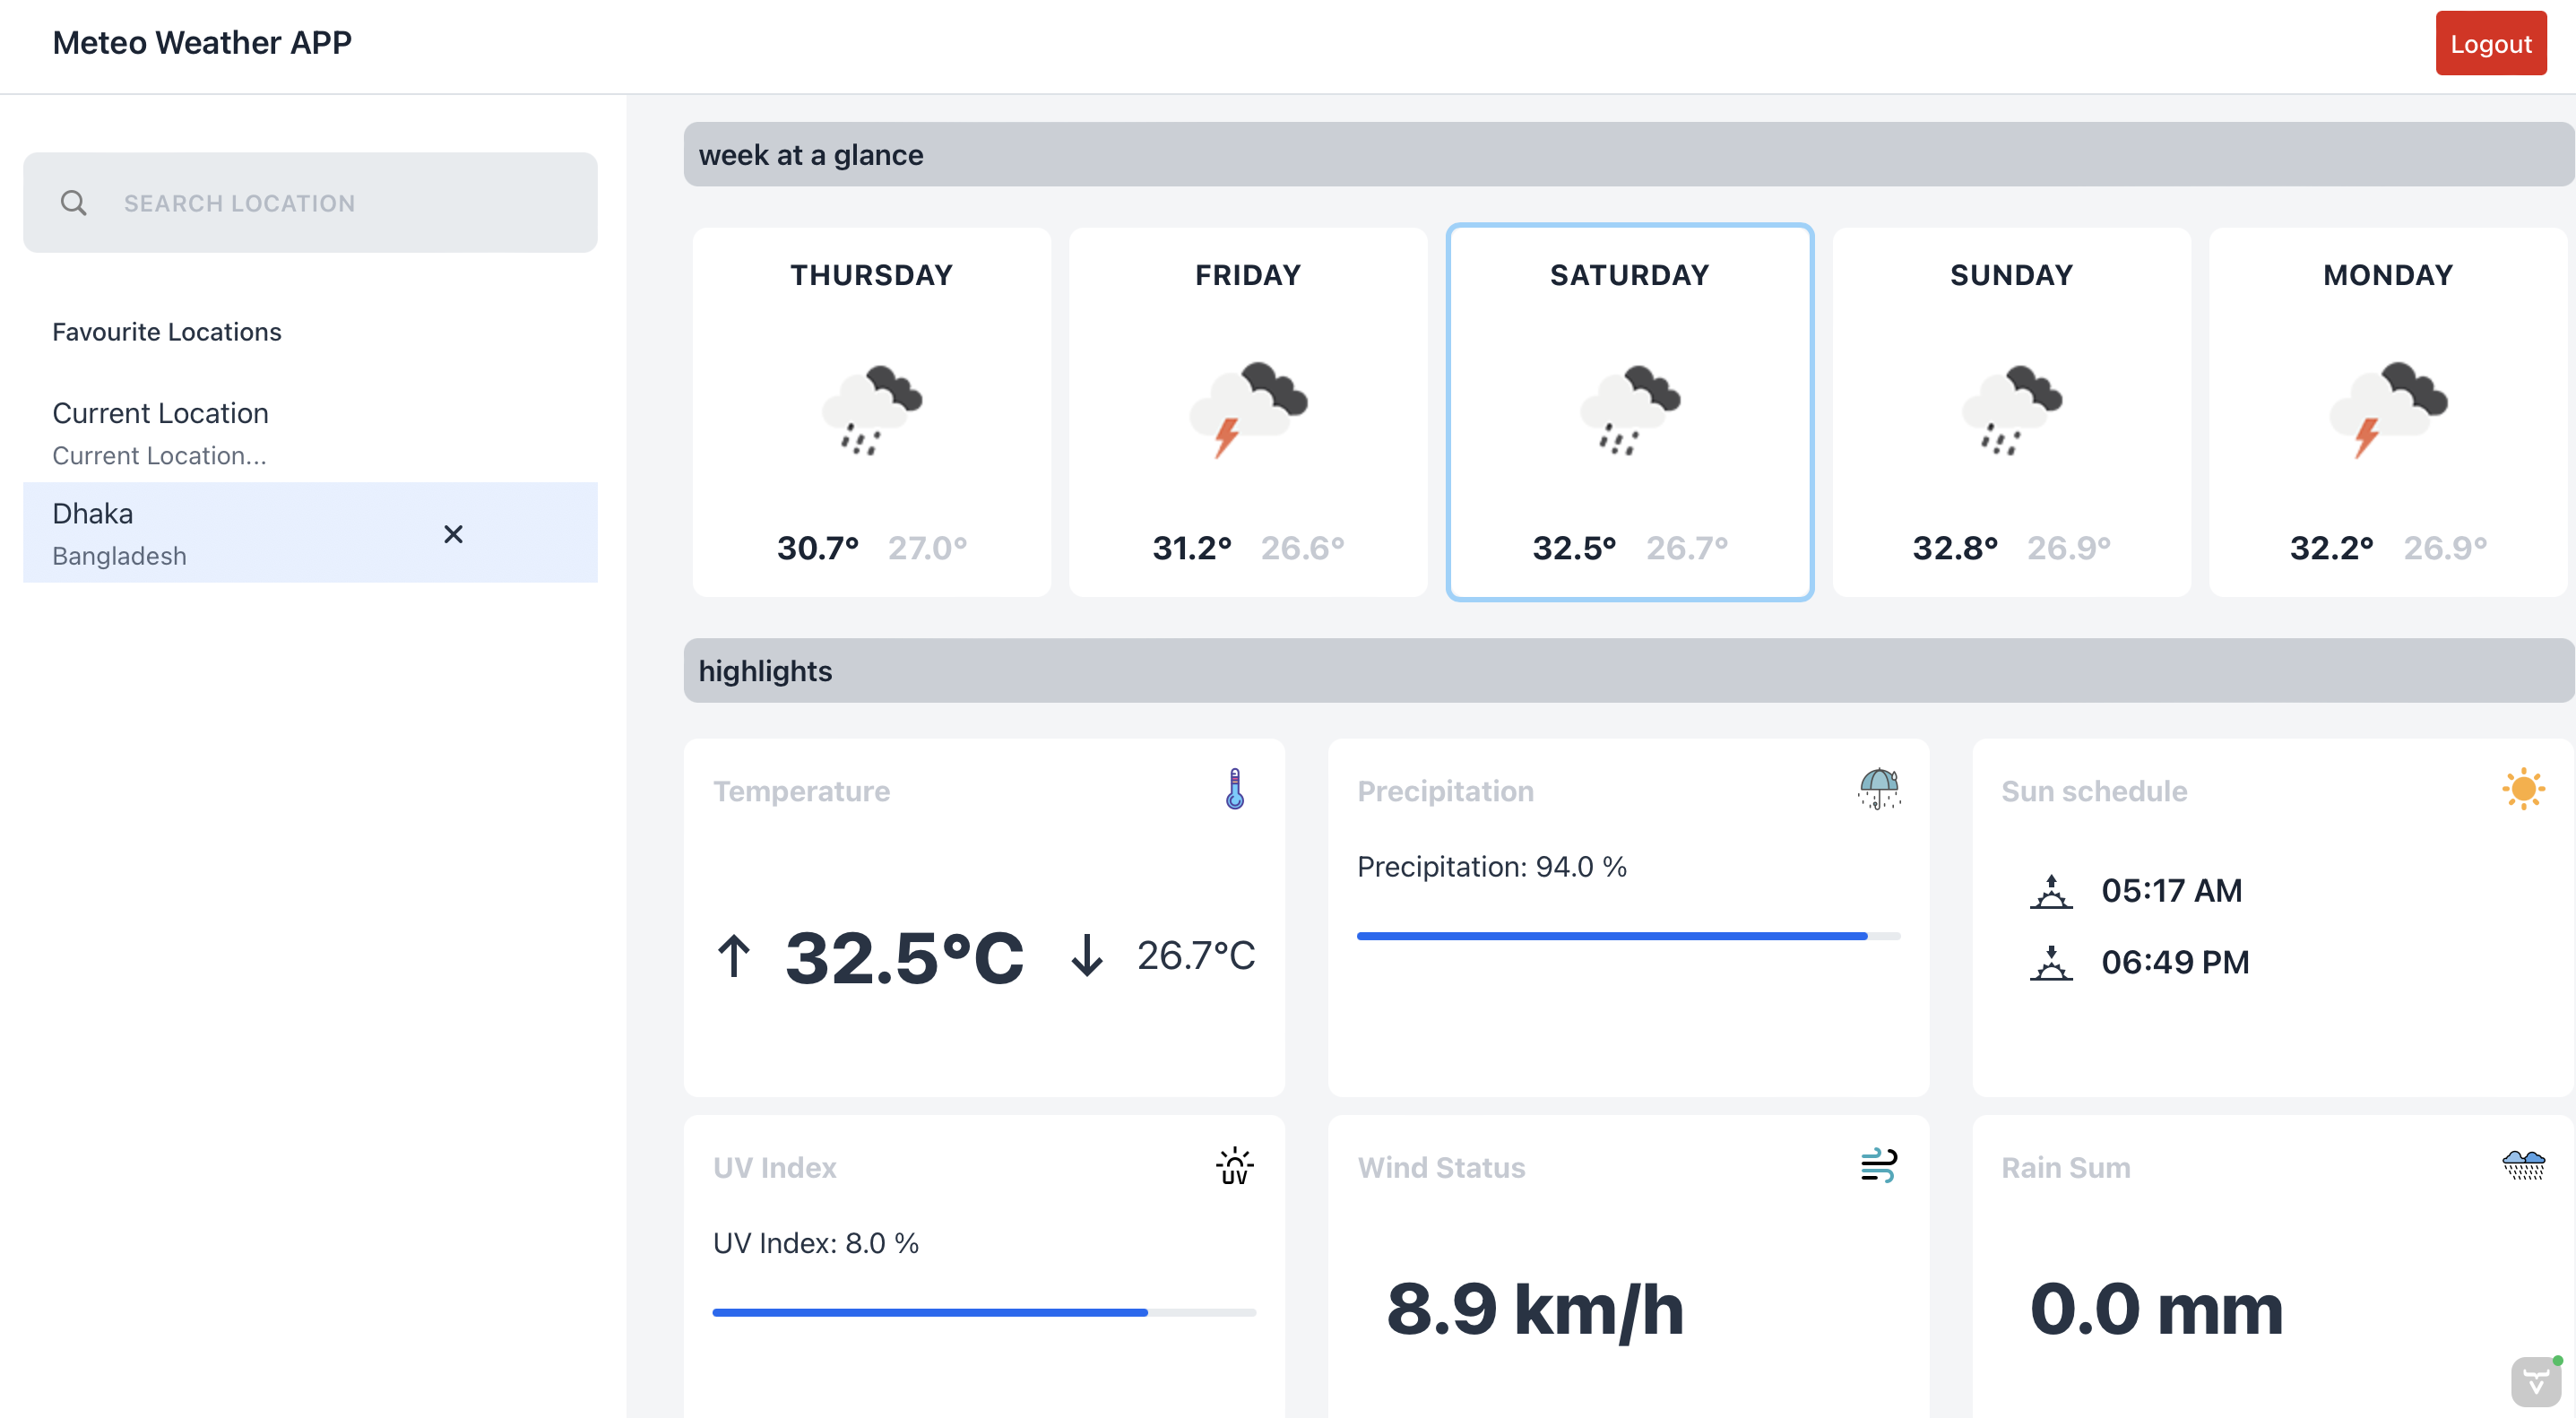 Meteo Weather APP
Logout
SEARCH LOCATION
Favourite Locations
Current Location
Current Location...
Dhaka
Bangladesh
week at a glance
THURSDAY
30.7° 27.0°
FRIDAY
31.2° 26.6°
SATURDAY
32.5° 26.7°
SUNDAY
32.8° 26.9°
MONDAY
32.2° 26.9°
highlights
Temperature
32.5°C 26.7°C
Precipitation
Precipitation: 94.0 %
Sun schedule
05:17 AM
06:49 PM
UV Index
UV
UV Index: 8.0 %
Wind Status
8.9 km/h
Rain Sum
0.0 mm